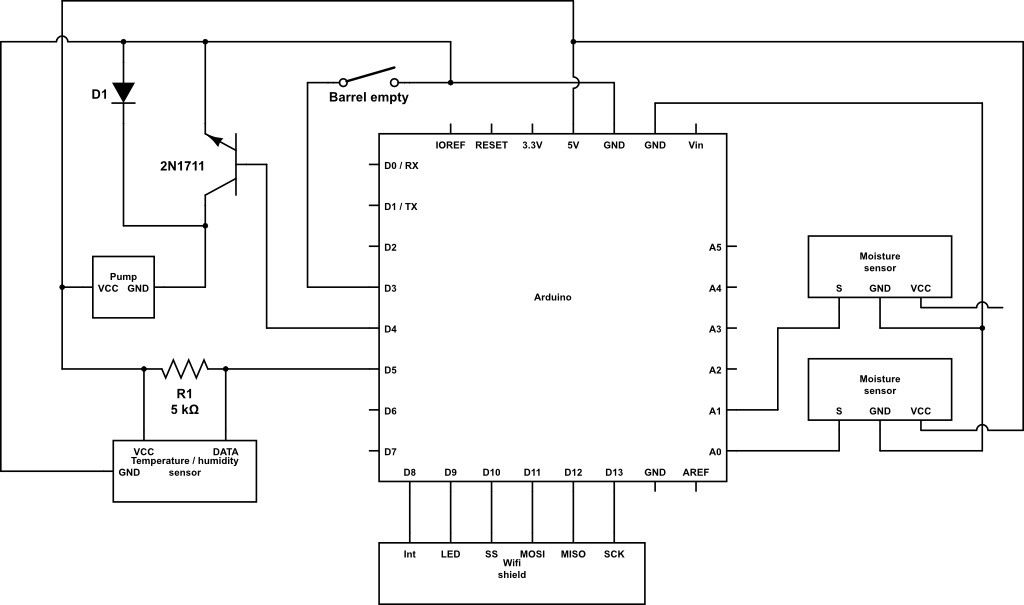 D1
Barrel empty
2N1711
IOREF RESET 3.3V 5V GND GND Vin
D0 / RX
D1 / TX
D2
D3
D4
D5
D6
D7
Arduino
A5
A4
A3
A2
A1
A0
D8 D9 D10 D11 D12 D13 GND AREF
Pump
VCC GND
R1
5 kΩ
VCC DATA
Temperature / humidity
GND sensor
Moisture
sensor
S GND VCC
Moisture
sensor
S GND VCC
Int LED SS MOSI MISO SCK
Wifi
shield